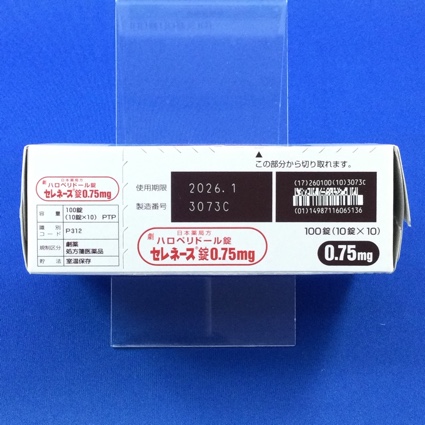 日本薬局方
劇 ハロペリドール錠
セレネース®錠0.75mg
容量 100錠
(10錠×10) PTP
識別コード P312
規制区分 劇薬
処方箋医薬品
貯法 室温保存
使用期限 2026.1
製造番号 3073C
▲
この部分から切り取れます。
(17)260100(10)3073C
(01)14987116065136
日本薬局方
劇 ハロペリドール錠
セレネース®錠0.75mg
100錠(10錠×10)
0.75mg